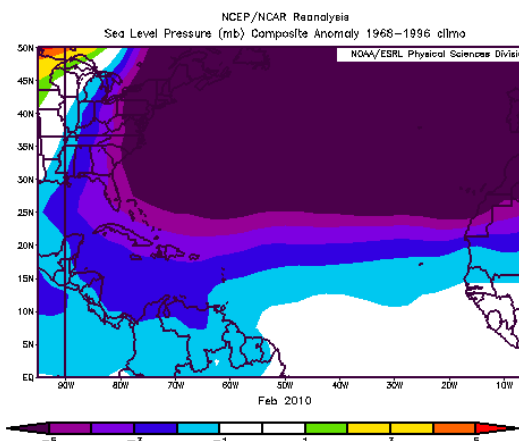 NCEP/NCAR Reanalysis
Sea Level Pressure (mb) Composite Anomaly 1968-1996 climo
NOAA/ESRL Physical Sciences Divisio
50N
45N
40N
35N
30N
25N
20N
15N
10N
5N
EQ
90W 80W 70W 60W 50W 40W 30W 20W 10W
Feb 2010
-5 -3 -1 1 3 5